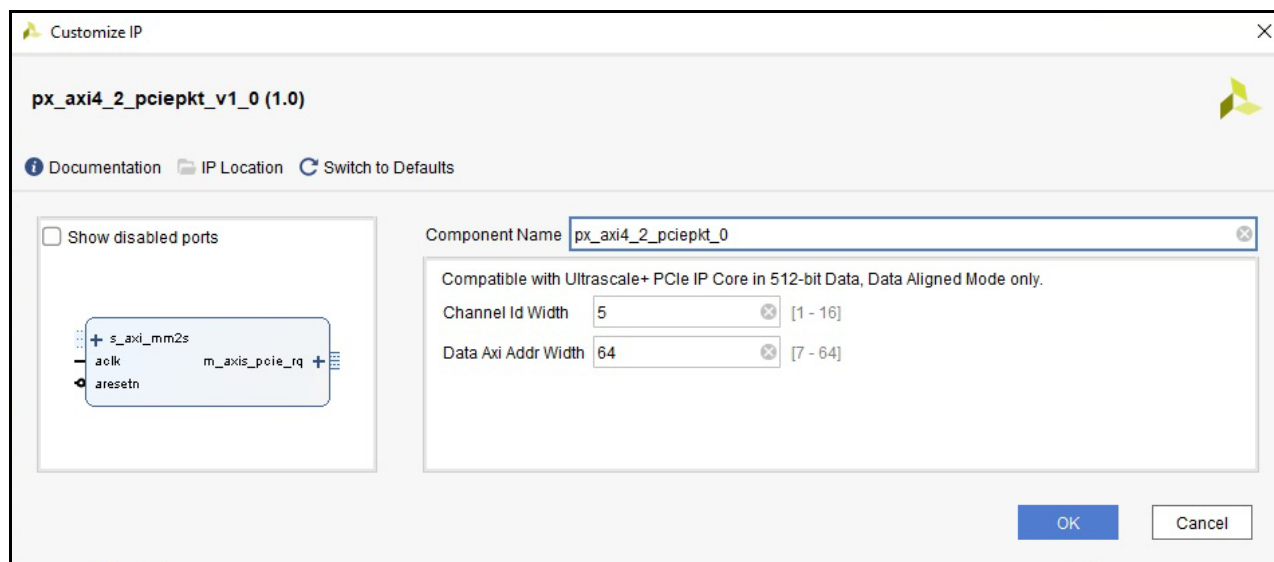 Customize IP
px_axi4_2_pciepkt_v1_0 (1.0)
Documentation IP Location Switch to Defaults
Show disabled ports
s_axi_mm2s
aclk m_axis_pcie_rq
aresetn
Component Name px_axi4_2_pciepkt_0
Compatible with Ultrascale+ PCIe IP Core in 512-bit Data, Data Aligned Mode only.
Channel Id Width 5 [1 - 16]
Data Axi Addr Width 64 [7 - 64]
OK Cancel